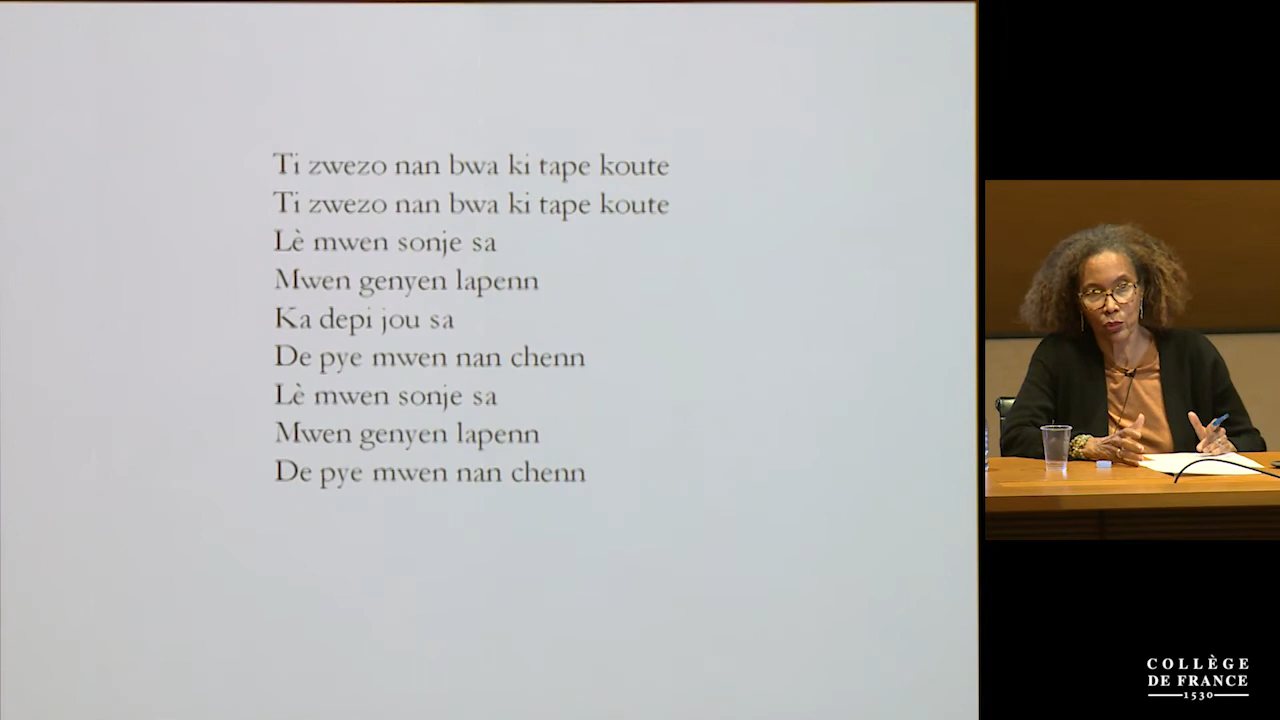 Ti zwezo nan bwa ki tape koute
Ti zwezo nan bwa ki tape koute
Lè mwen sonje sa
Mwen genyen lapenn
Ka depi jou sa
De pye mwen nan chenn
Lè mwen sonje sa
Mwen genyen lapenn
De pye mwen nan chenn
COLLÈGE
DE FRANCE
1530